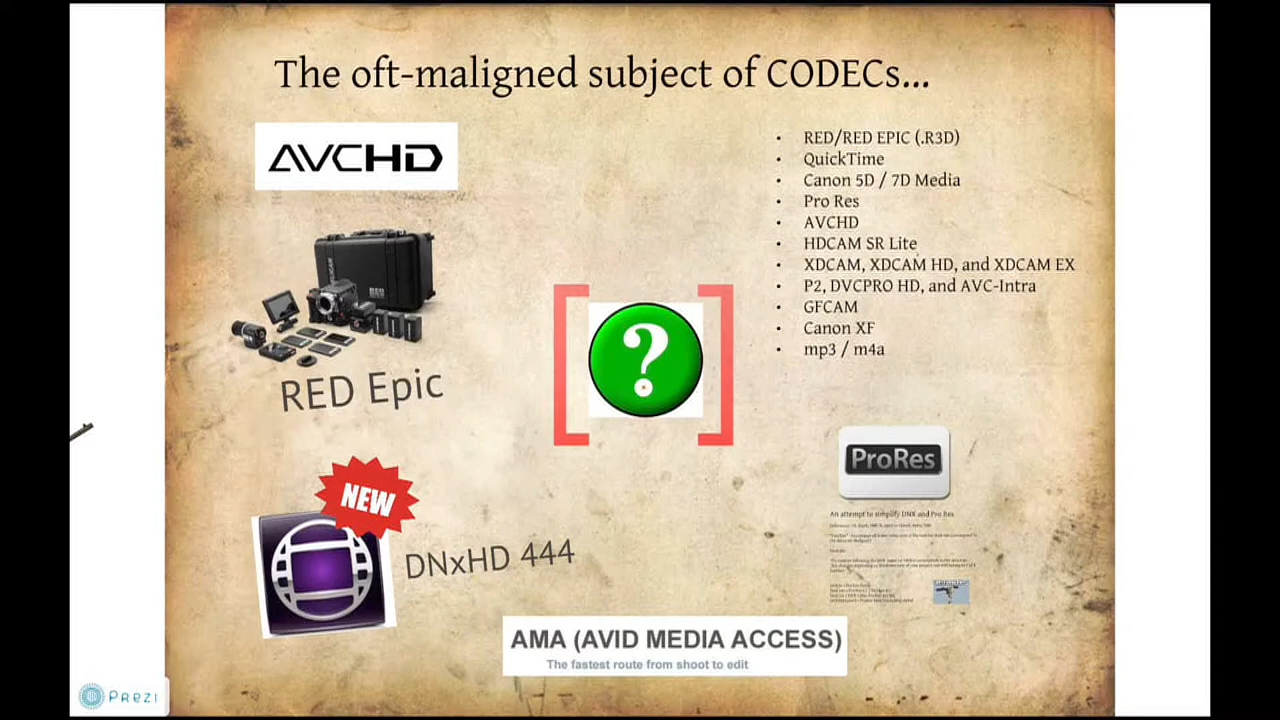 The oft-maligned subject of CODECs...
AVCHD
• RED/RED EPIC (.R3D)
• QuickTime
• Canon 5D / 7D Media
• Pro Res
• AVCHD
• HDCAM SR Lite
• XDCAM, XDCAM HD, and XDCAM EX
• P2, DVCPRO HD, and AVC-Intra
• GFCAM
• Canon XF
• mp3 / m4a
RED Epic
?
ProRes
An attempt to simplify DNX and Pro Res
NEW
DNxHD 444
AMA (AVID MEDIA ACCESS)
The fastest route from shoot to edit
Prezi